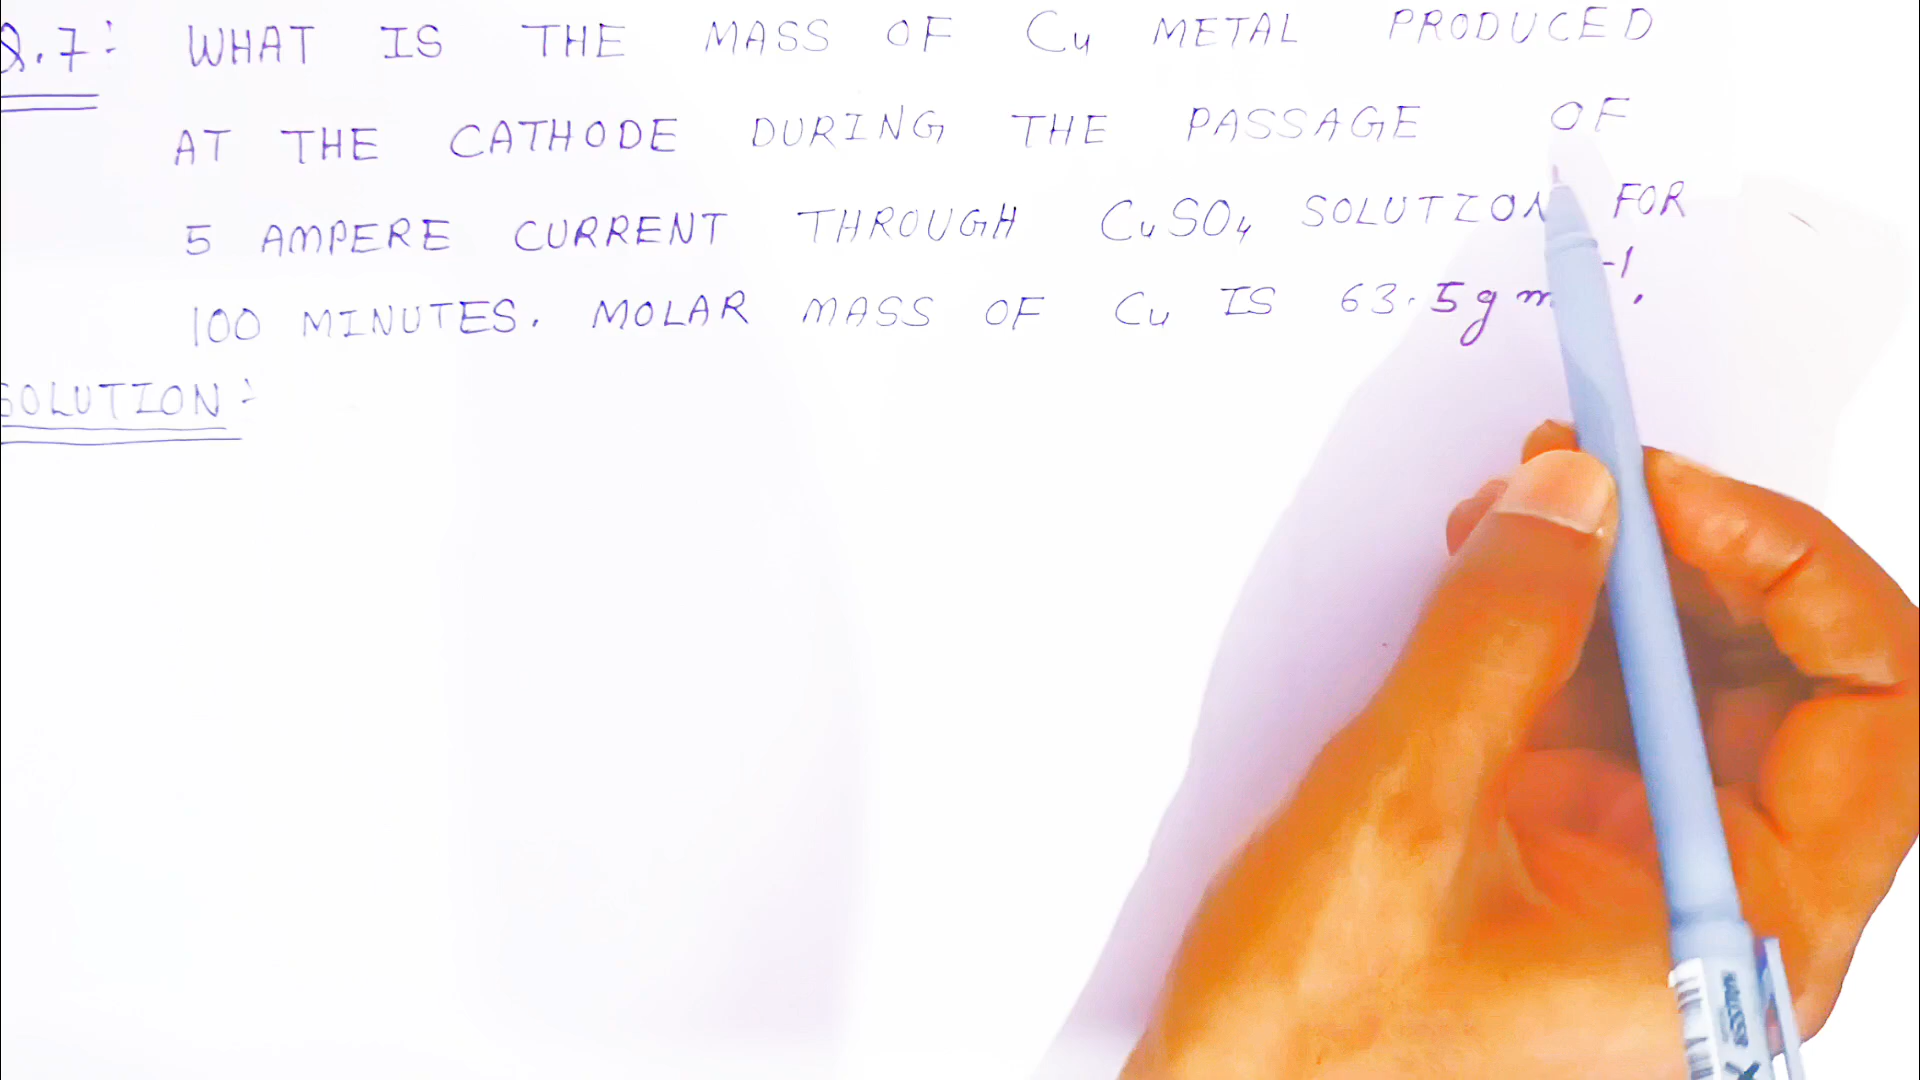 Q.7:- WHAT IS THE MASS OF Cu METAL PRODUCED
AT THE CATHODE DURING THE PASSAGE OF
5 AMPERE CURRENT THROUGH CuSO4 SOLUTION FOR
100 MINUTES. MOLAR MASS OF Cu IS 63.5g m -1.
SOLUTION:-